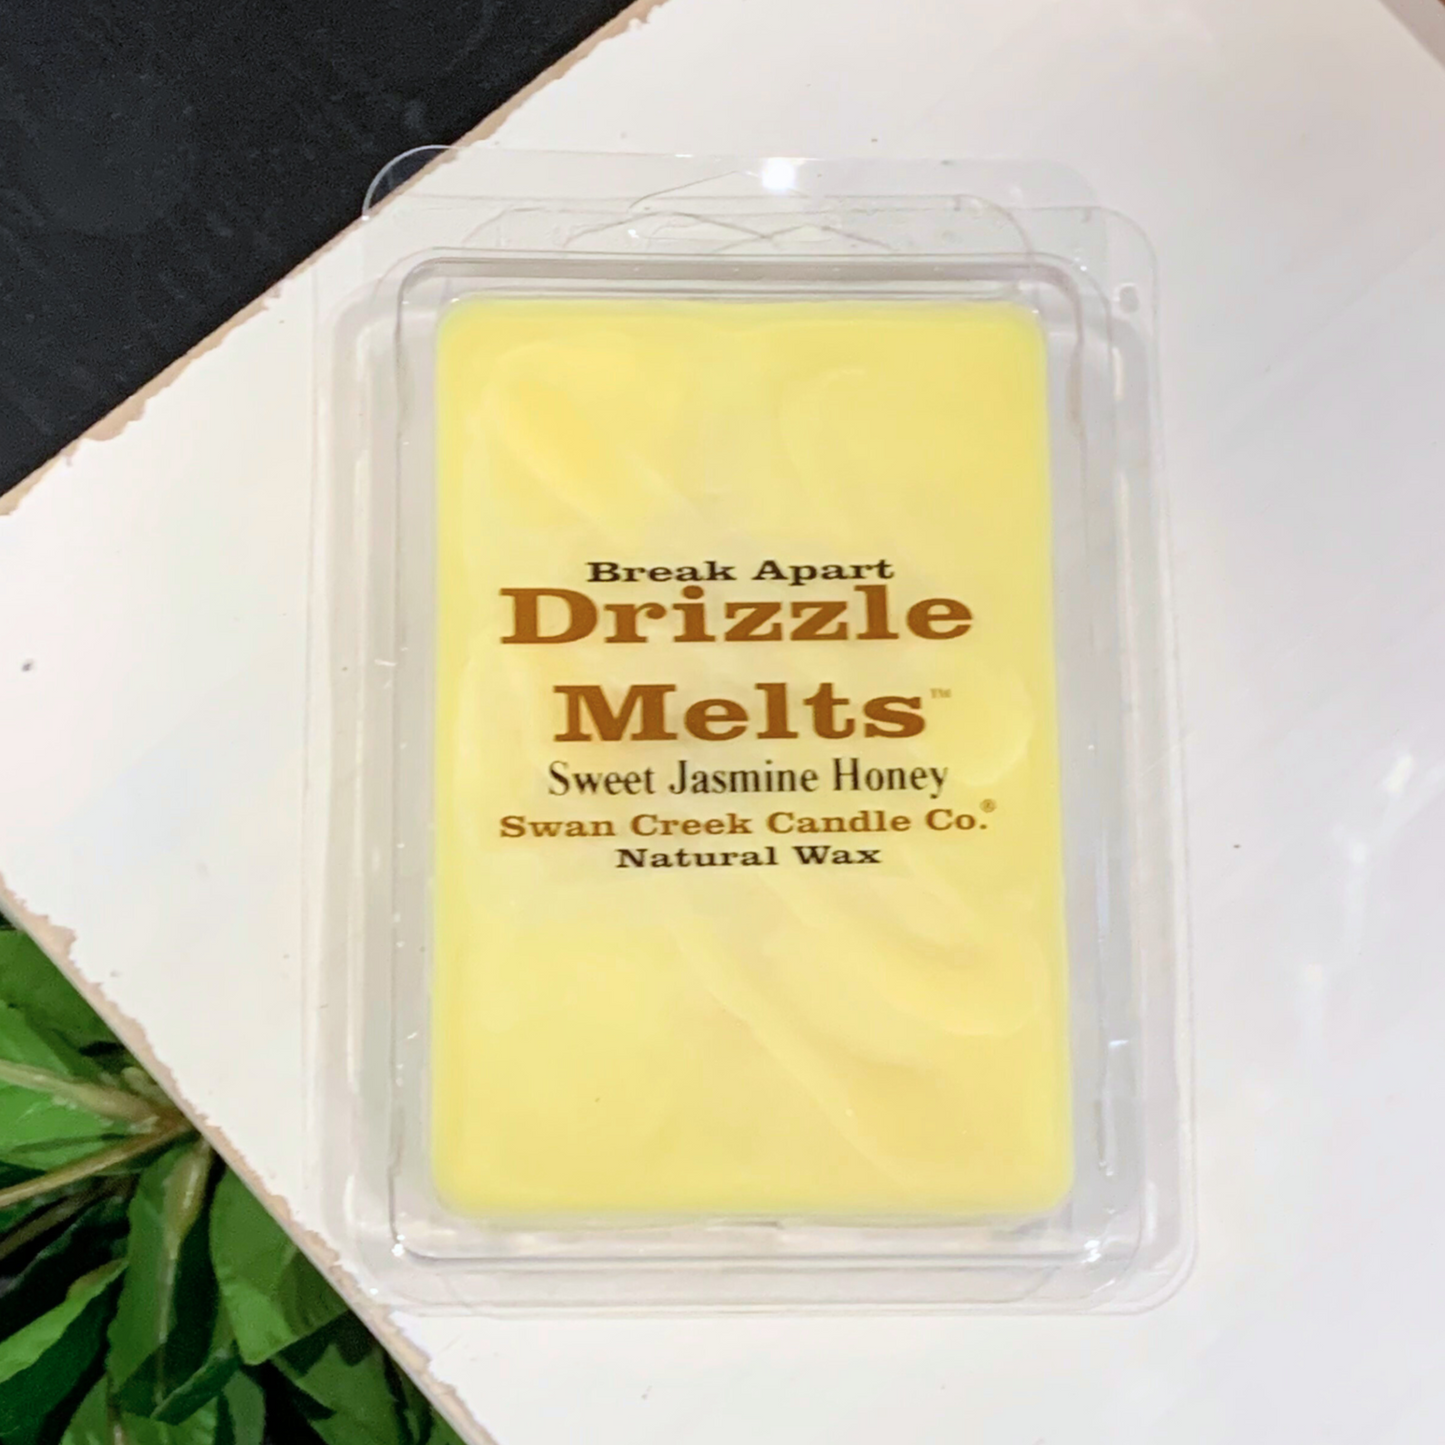 Break Apart
Drizzle
Melts™
Sweet Jasmine Honey
Swan Creek Candle Co.®
Natural Wax